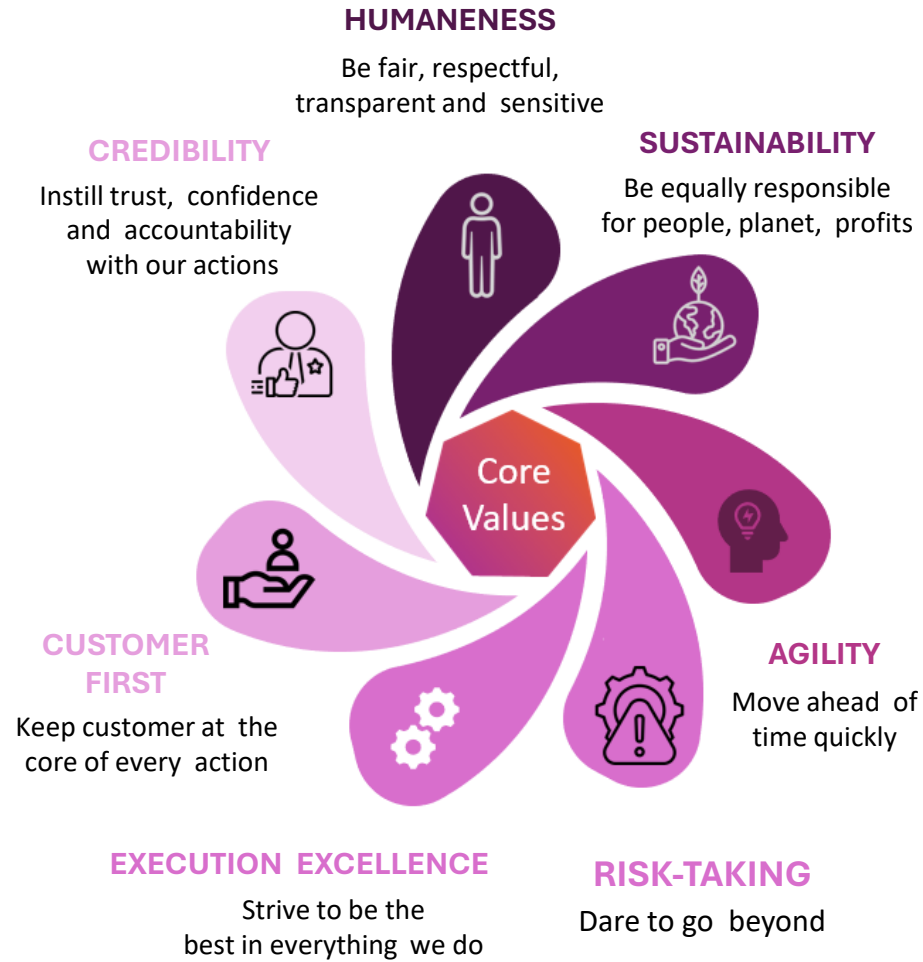 HUMANENESS
Be fair, respectful,
transparent and sensitive
CREDIBILITY
Instill trust, confidence
and accountability
with our actions
SUSTAINABILITY
Be equally responsible
for people, planet, profits
Core
Values
CUSTOMER
FIRST
Keep customer at the
core of every action
AGILITY
Move ahead of
time quickly
EXECUTION EXCELLENCE
Strive to be the
best in everything we do
RISK-TAKING
Dare to go beyond